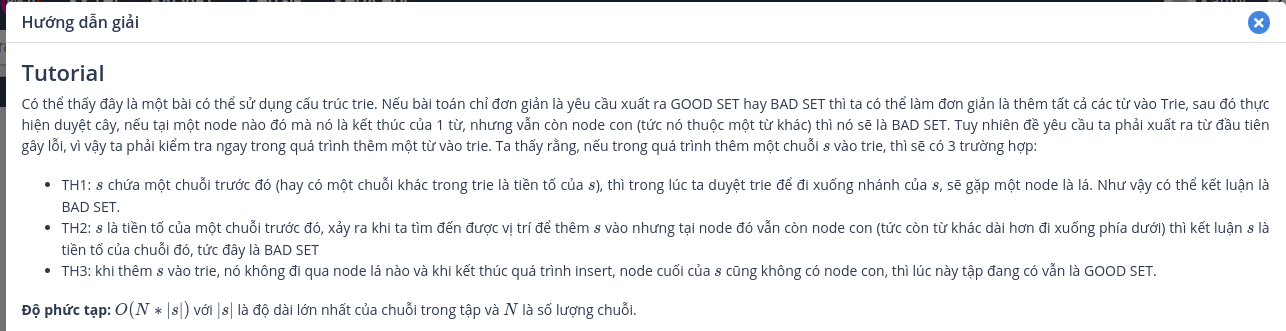 Hướng dẫn giải
Tutorial
Có thể thấy đây là một bài có thể sử dụng cấu trúc trie. Nếu bài toán chỉ đơn giản là yêu cầu xuất ra GOOD SET hay BAD SET thì ta có thể làm đơn giản là thêm tất cả các từ vào Trie, sau đó thực
hiện duyệt cây, nếu tại một node nào đó mà nó là kết thúc của 1 từ, nhưng vẫn còn node con (tức nó thuộc một từ khác) thì nó sẽ là BAD SET. Tuy nhiên đề yêu cầu ta phải xuất ra từ đầu tiên
gây lỗi, vì vậy ta phải kiểm tra ngay trong quá trình thêm một từ vào trie. Ta thấy rằng, nếu trong quá trình thêm một chuỗi s vào trie, thì sẽ có 3 trường hợp:
• TH1: s chứa một chuỗi trước đó (hay có một chuỗi khác trong trie là tiền tố của s), thì trong lúc ta duyệt trie để đi xuống nhánh của s, sẽ gặp một node là lá. Như vậy có thể kết luận là
BAD SET.
• TH2: s là tiền tố của một chuỗi trước đó, xảy ra khi ta tìm đến được vị trí để thêm s vào nhưng tại node đó vẫn còn node con (tức còn từ khác dài hơn đi xuống phía dưới) thì kết luận s là
tiền tố của chuỗi đó, tức đây là BAD SET
• TH3: khi thêm s vào trie, nó không đi qua node lá nào và khi kết thúc quá trình insert, node cuối của s cũng không có node con, thì lúc này tập đang có vẫn là GOOD SET.
Độ phức tạp: O(N * |s|) với |s| là độ dài lớn nhất của chuỗi trong tập và N là số lượng chuỗi.